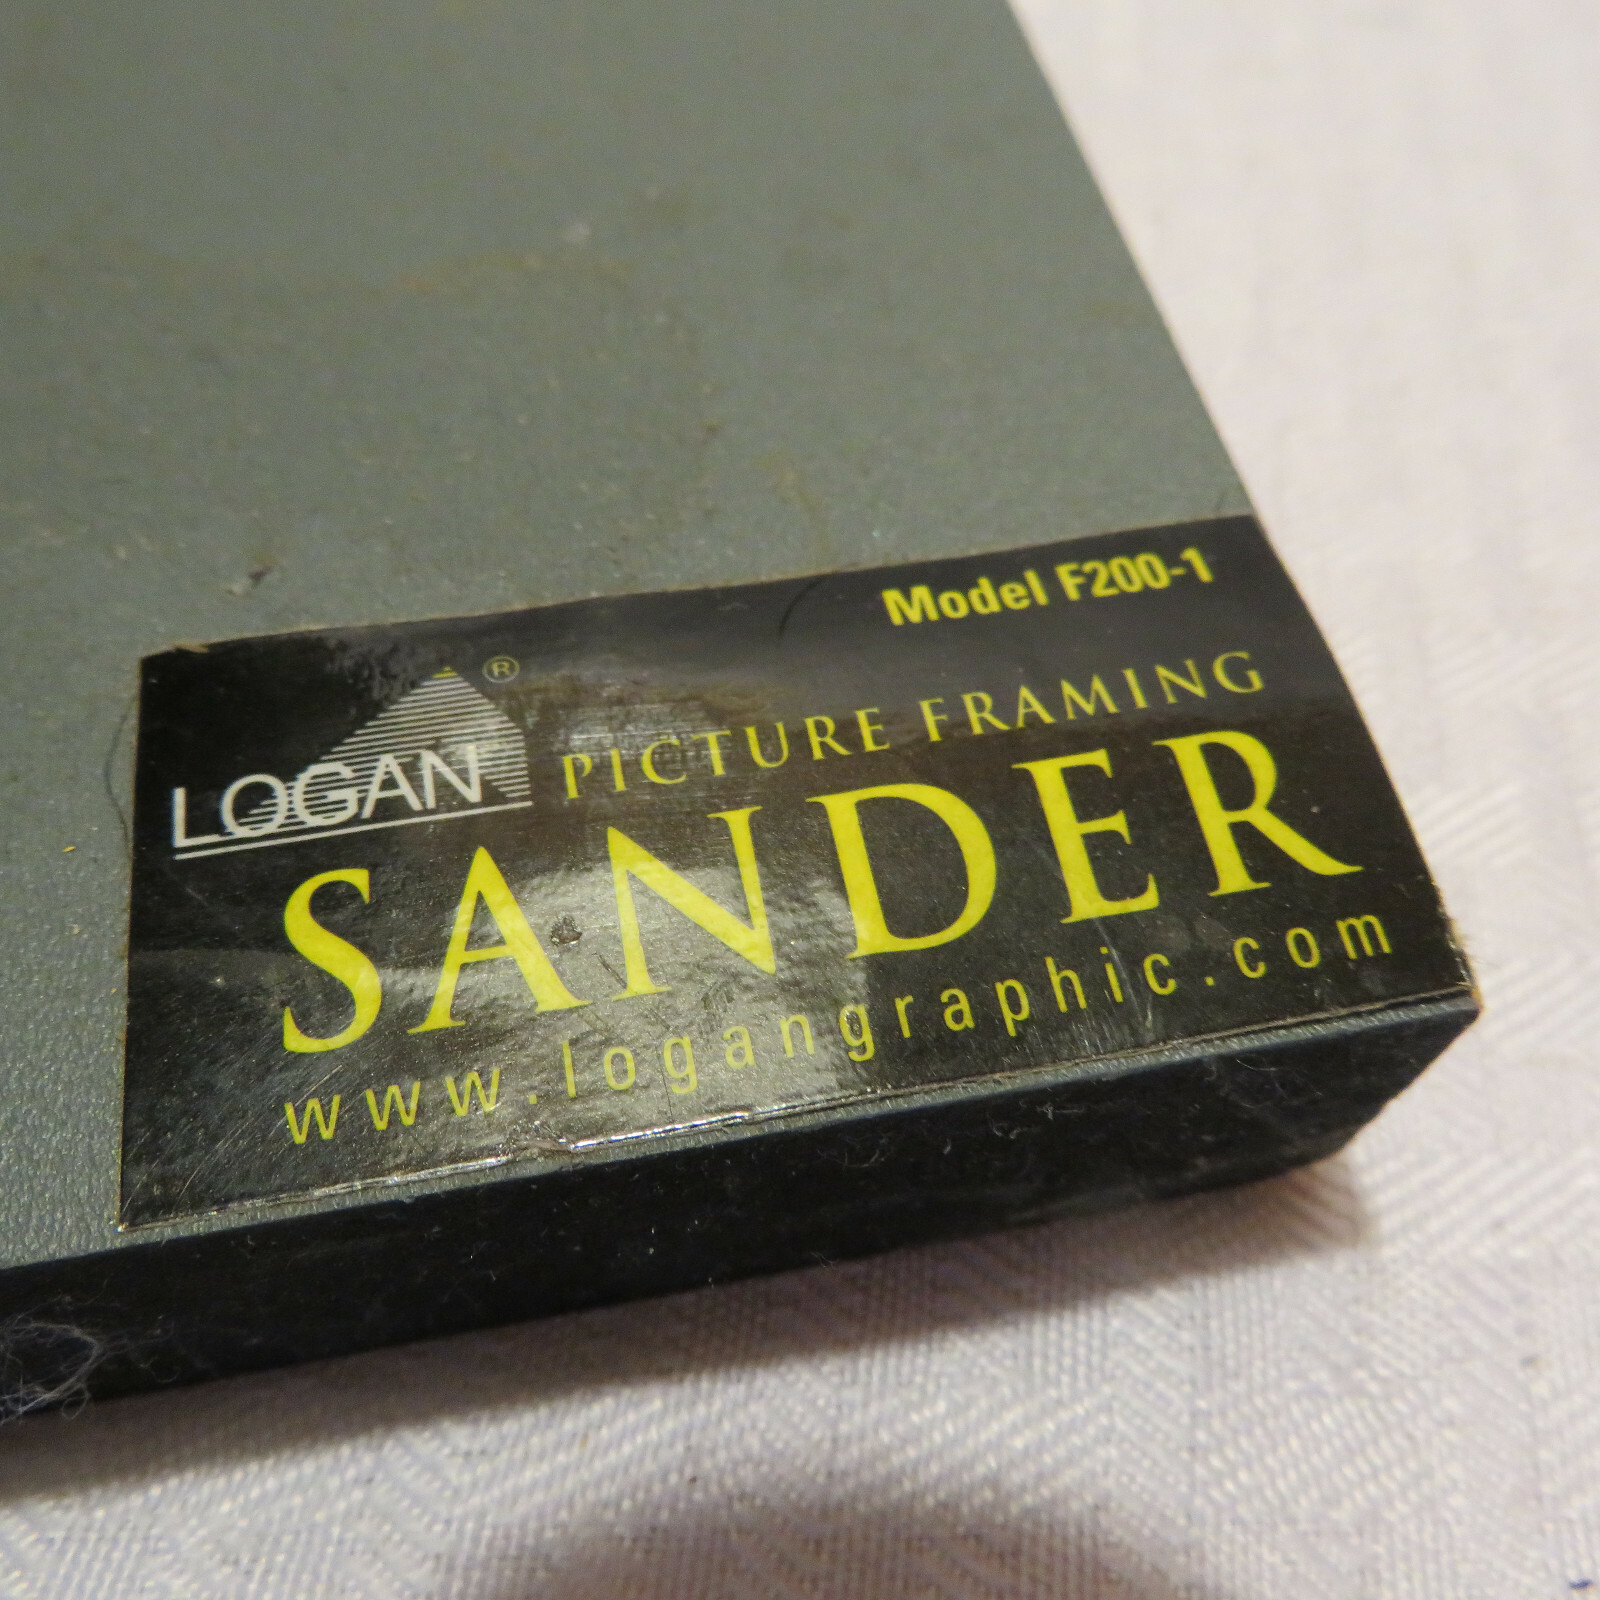 Model F200-1
LOGAN®
PICTURE FRAMING
SANDER
www.logangraphic.com